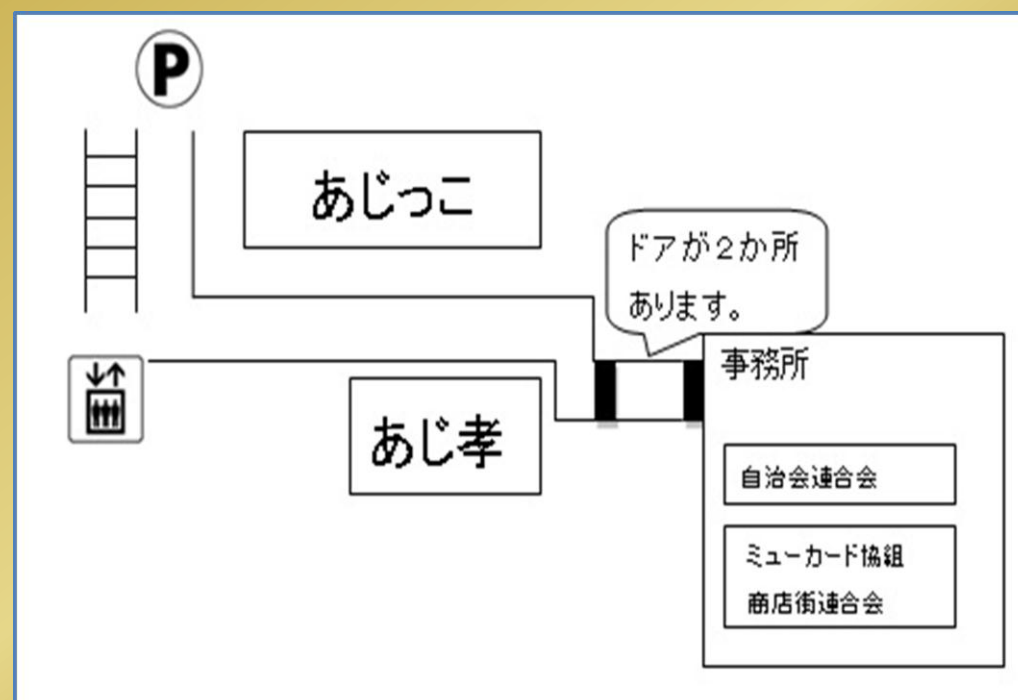 P
あじっこ
ドアが２か所
あります。
事務所
あじ孝
自治会連合会
ミューカード協組
商店街連合会